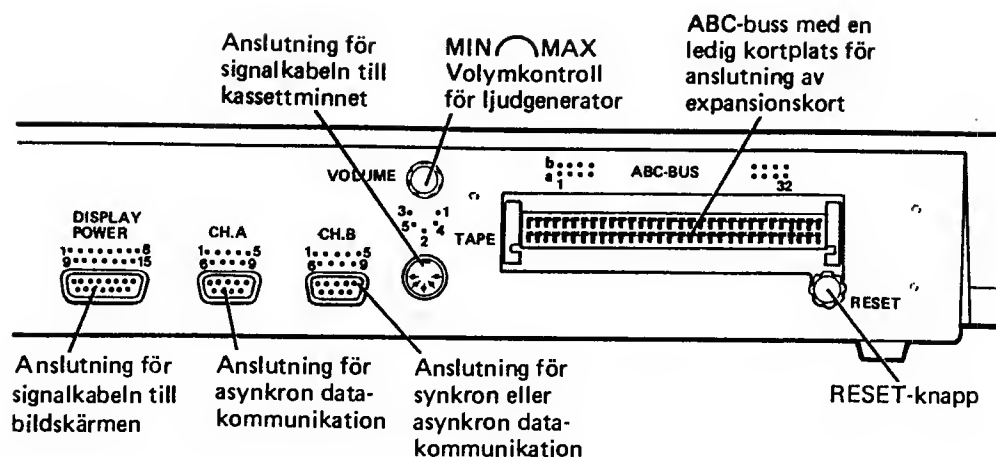 Anslutning för
signalkabeln till
kassettminnet
MIN MAX
Volymkontroll
för ljudgenerator
ABC-buss med en
ledig kortplats för
anslutning av
expansionskort
VOLUME
b
a
1
ABC-BUS
32
3 1
5 4
2
TAPE
DISPLAY
POWER
1 8
9 15
CH.A
1 5
6 9
CH.B
1 5
6 9
RESET
Anslutning för
signalkabeln till
bildskärmen
Anslutning för
asynkron data-
kommunikation
Anslutning för
synkron eller
asynkron data-
kommunikation
RESET-knapp